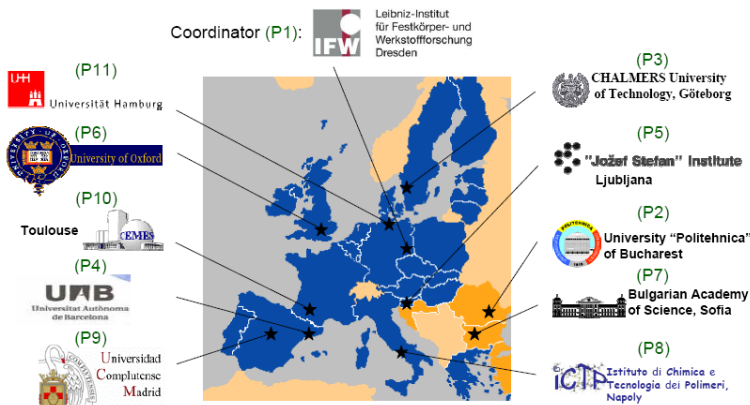 Coordinator (P1):
IFW
Leibniz-Institut
für Festkörper- und
Werkstoffforschung
Dresden
(P11)
UHH
Universität Hamburg
(P6)
UNIVERSITY OF OXFORD
University of Oxford
(P10)
Toulouse
CEMES
(P4)
UAB
Universitat Autònoma
de Barcelona
(P9)
Universidad
Complutense
Madrid
(P3)
CHALMERS University
of Technology, Göteborg
(P5)
"Jožef Stefan" Institute
Ljubljana
(P2)
University “Politehnica”
of Bucharest
(P7)
Bulgarian Academy
of Science, Sofia
(P8)
ICTP
Istituto di Chimica e
Tecnologia dei Polimeri,
Napoly